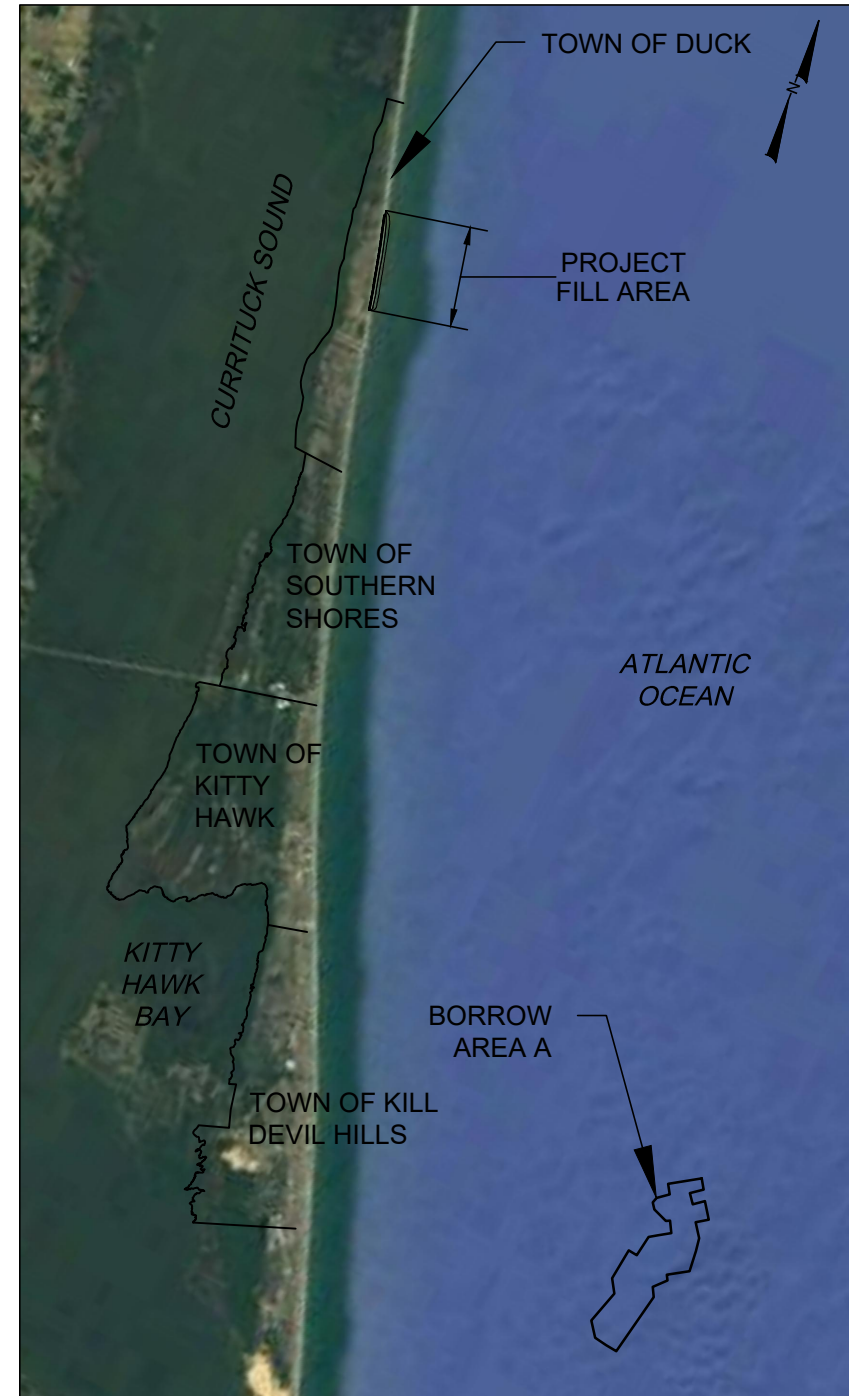 TOWN OF DUCK
N
CURRITUCK SOUND
PROJECT
FILL AREA
TOWN OF
SOUTHERN
SHORES
ATLANTIC
OCEAN
TOWN OF
KITTY
HAWK
KITTY
HAWK
BAY
BORROW
AREA A
TOWN OF KILL
DEVIL HILLS